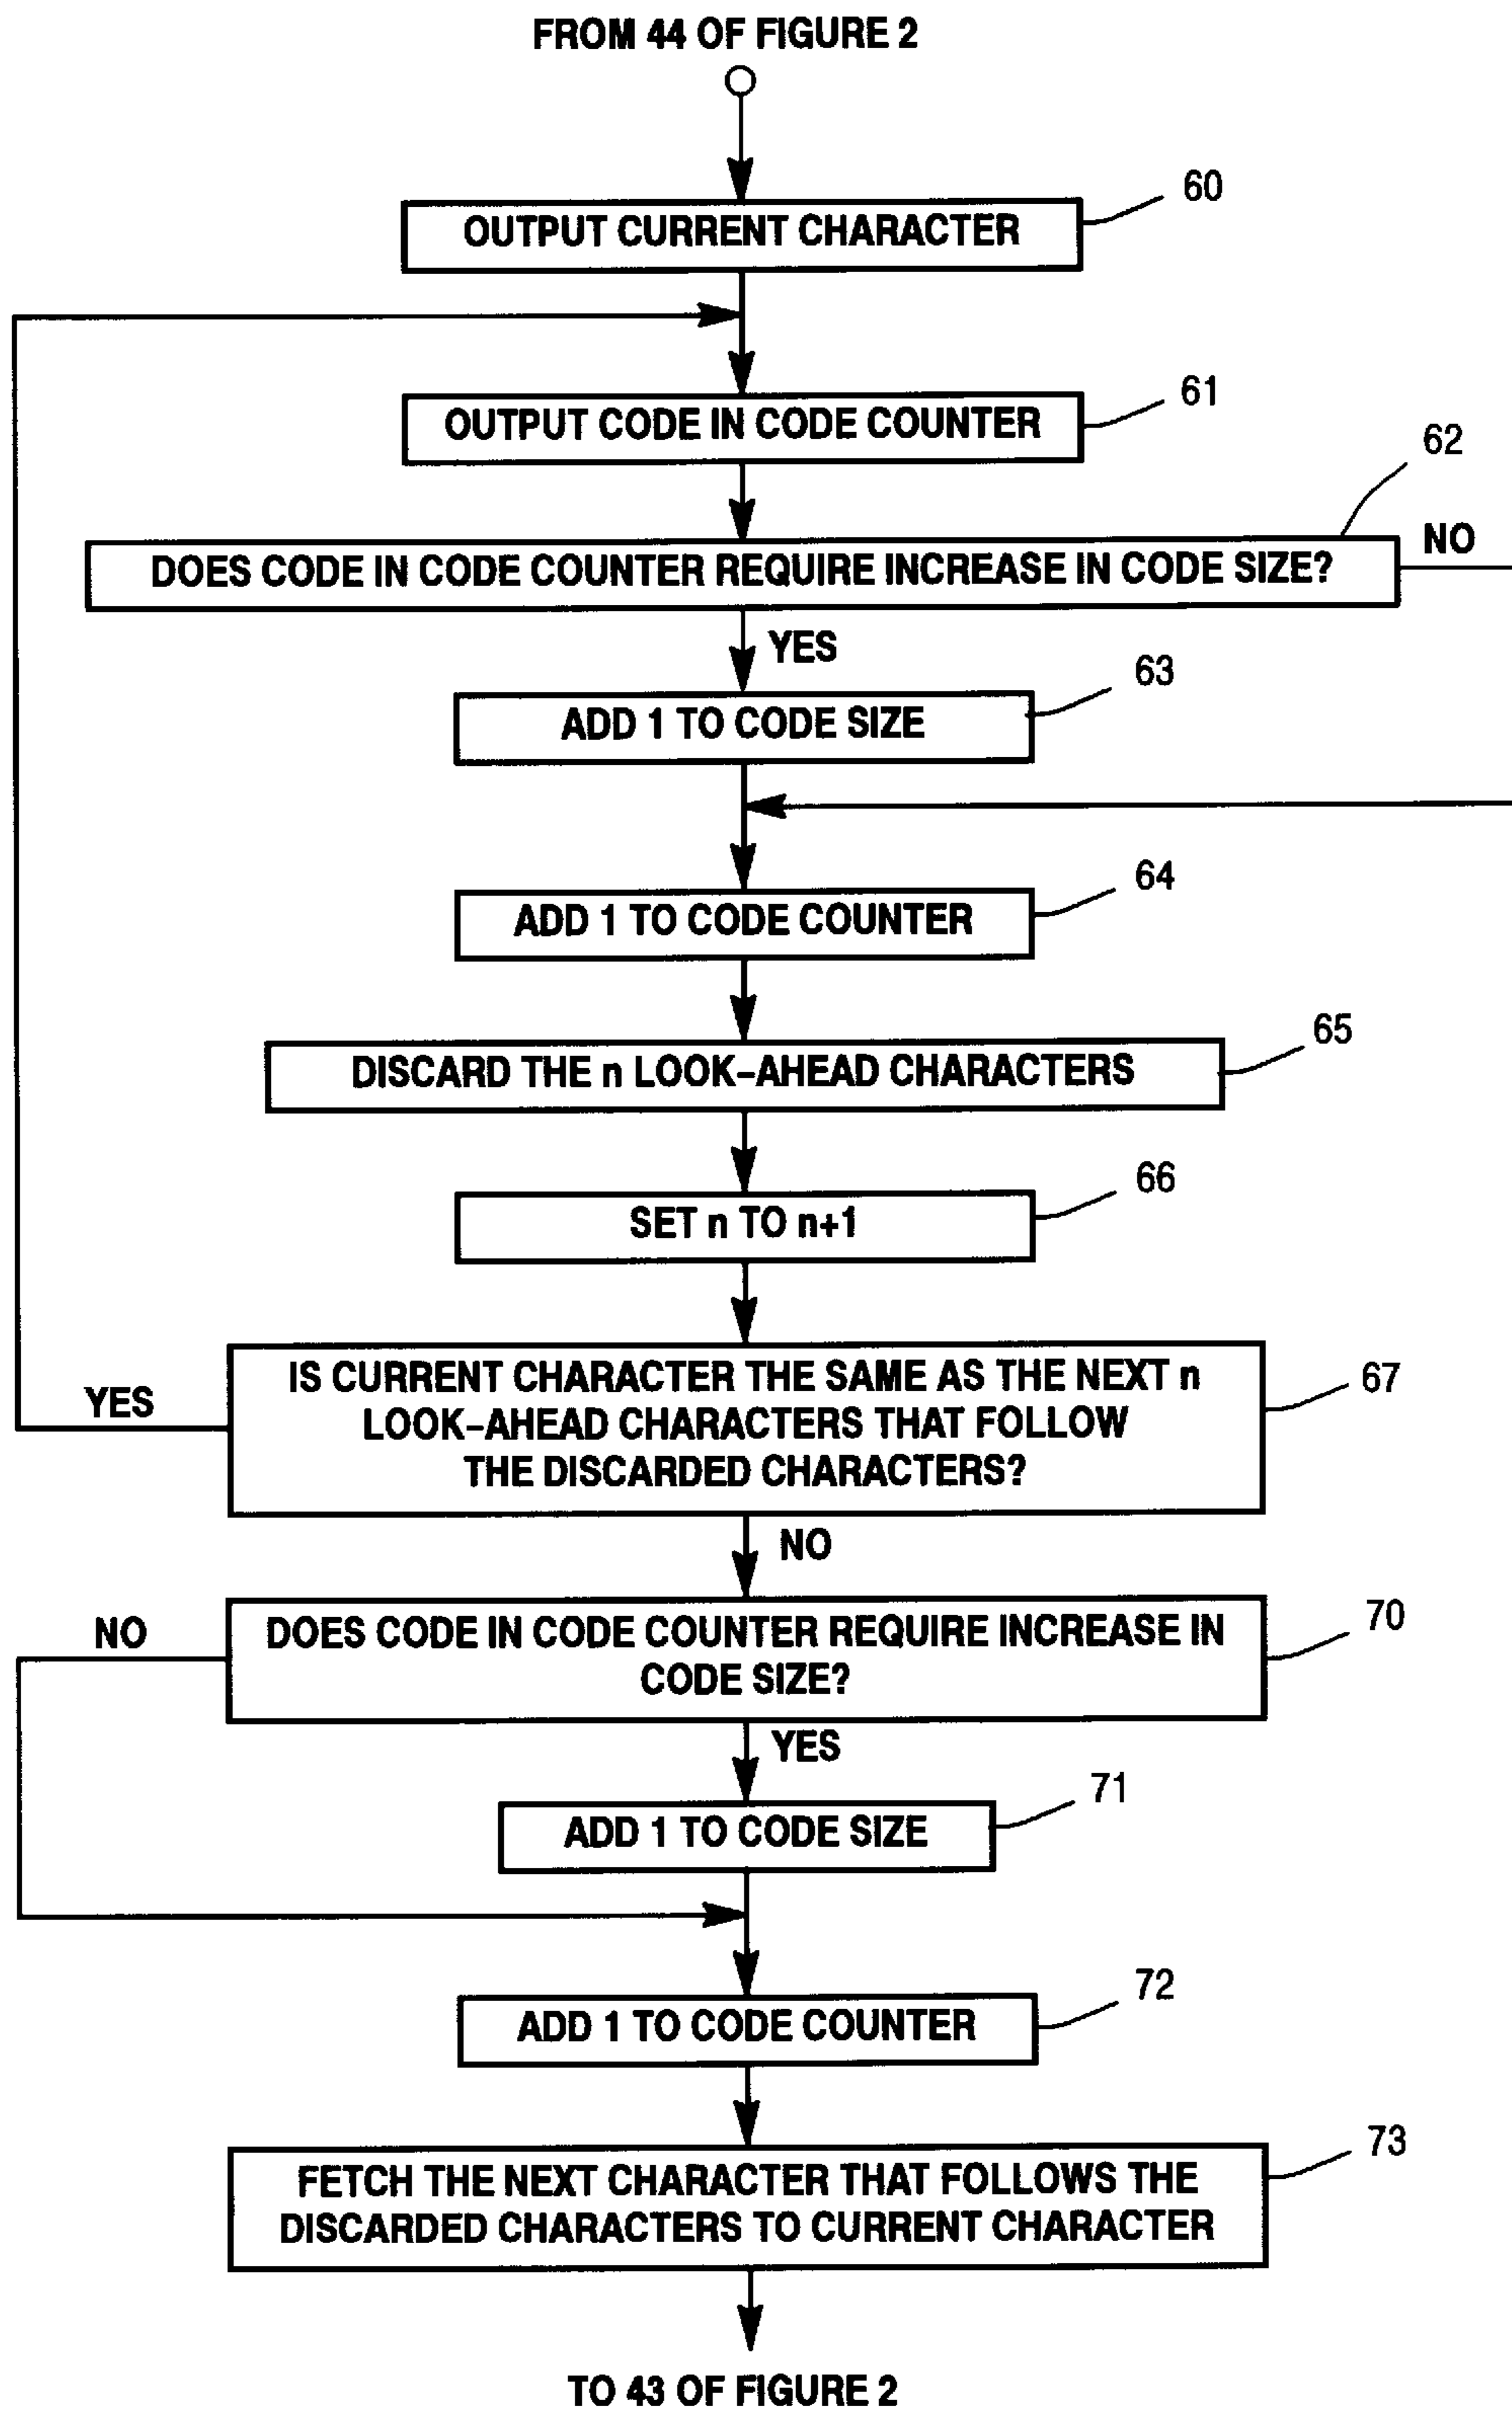 FROM 44 OF FIGURE 2
60
OUTPUT CURRENT CHARACTER
61
OUTPUT CODE IN CODE COUNTER
62
NO
DOES CODE IN CODE COUNTER REQUIRE INCREASE IN CODE SIZE?
YES
63
ADD 1 TO CODE SIZE
64
ADD 1 TO CODE COUNTER
65
DISCARD THE n LOOK-AHEAD CHARACTERS
66
SET n TO n+1
67
IS CURRENT CHARACTER THE SAME AS THE NEXT n
LOOK-AHEAD CHARACTERS THAT FOLLOW
THE DISCARDED CHARACTERS?
YES
NO
70
NO
DOES CODE IN CODE COUNTER REQUIRE INCREASE IN
CODE SIZE?
YES
71
ADD 1 TO CODE SIZE
72
ADD 1 TO CODE COUNTER
73
FETCH THE NEXT CHARACTER THAT FOLLOWS THE
DISCARDED CHARACTERS TO CURRENT CHARACTER
TO 43 OF FIGURE 2